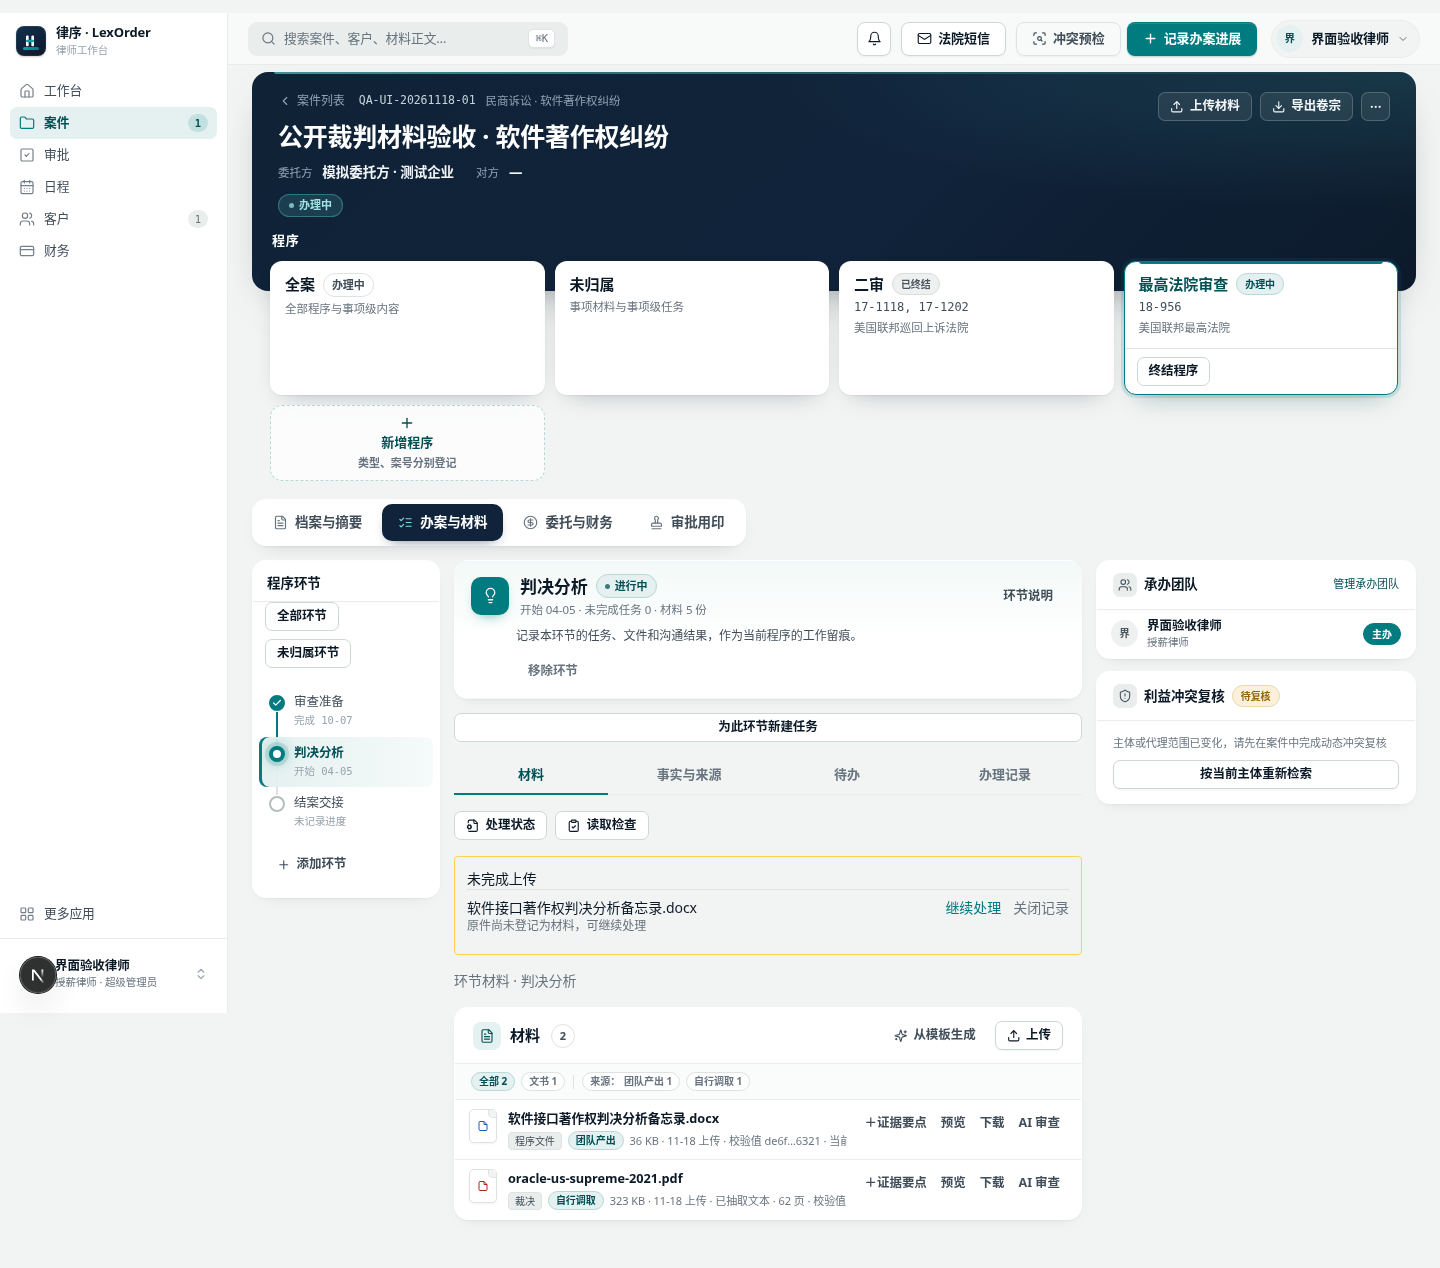 律序 · LexOrder
律师工作台
搜索案件、客户、材料正文...
⌘K
法院短信
冲突预检
记录办案进展
界
界面验收律师
工作台
案件
1
审批
日程
客户
1
财务
更多应用
N
界面验收律师
授薪律师 · 超级管理员
案件列表
QA-UI-20261118-01
民商诉讼 · 软件著作权纠纷
上传材料
导出卷宗
公开裁判材料验收 · 软件著作权纠纷
委托方
模拟委托方 · 测试企业
对方
—
办理中
程序
全案
办理中
全部程序与事项级内容
未归属
事项材料与事项级任务
二审
已终结
17-1118, 17-1202
美国联邦巡回上诉法院
最高法院审查
办理中
18-956
美国联邦最高法院
终结程序
新增程序
类型、案号分别登记
档案与摘要
办案与材料
委托与财务
审批用印
程序环节
全部环节
未归属环节
审查准备
完成 10-07
判决分析
开始 04-05
结案交接
未记录进度
添加环节
判决分析
进行中
环节说明
开始 04-05 · 未完成任务 0 · 材料 5 份
记录本环节的任务、文件和沟通结果，作为当前程序的工作留痕。
移除环节
为此环节新建任务
材料
事实与来源
待办
办理记录
处理状态
读取检查
未完成上传
软件接口著作权判决分析备忘录.docx
继续处理
关闭记录
原件尚未登记为材料，可继续处理
环节材料 · 判决分析
材料
2
从模板生成
上传
全部 2
文书 1
来源： 团队产出 1
自行调取 1
软件接口著作权判决分析备忘录.docx
程序文件
团队产出
36 KB · 11-18 上传 · 校验值 de6f…6321 · 当前
＋证据要点
预览
下载
AI 审查
oracle-us-supreme-2021.pdf
裁决
自行调取
323 KB · 11-18 上传 · 已抽取文本 · 62 页 · 校验值
＋证据要点
预览
下载
AI 审查
承办团队
管理承办团队
界
界面验收律师
授薪律师
主办
利益冲突复核
待复核
主体或代理范围已变化，请先在案件中完成动态冲突复核
按当前主体重新检索